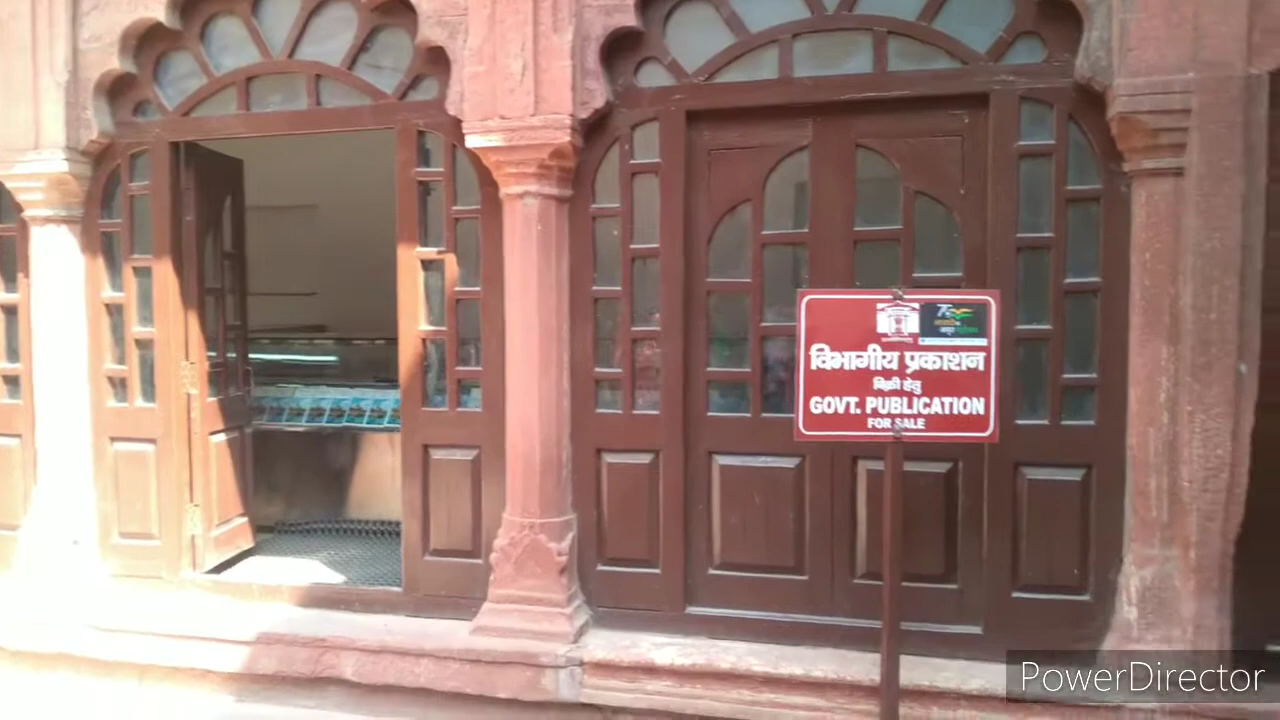 विभागीय प्रकाशन
बिक्री हेतु
GOVT. PUBLICATION
FOR SALE
PowerDirector